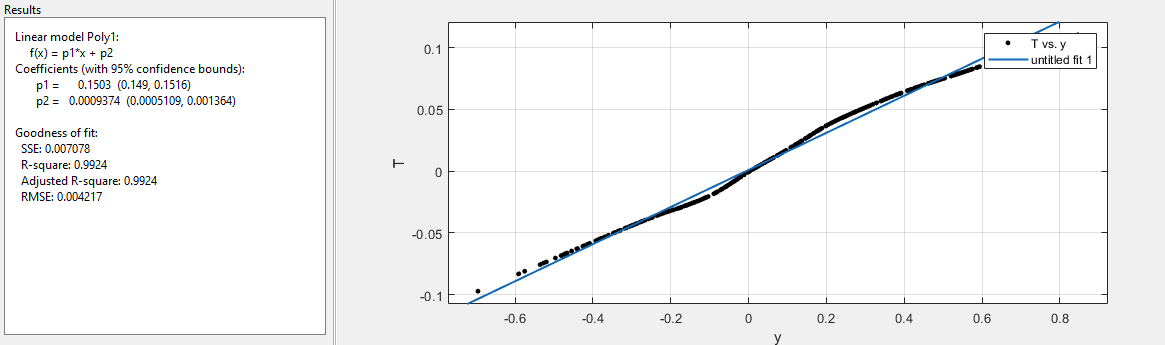 Results
Linear model Poly1:
f(x) = p1*x + p2
Coefficients (with 95% confidence bounds):
p1 = 0.1503 (0.149, 0.1516)
p2 = 0.0009374 (0.0005109, 0.001364)
Goodness of fit:
SSE: 0.007078
R-square: 0.9924
Adjusted R-square: 0.9924
RMSE: 0.004217
T vs. y
untitled fit 1
0.1
0.05
0
-0.05
-0.1
T
-0.6 -0.4 -0.2 0 0.2 0.4 0.6 0.8
y